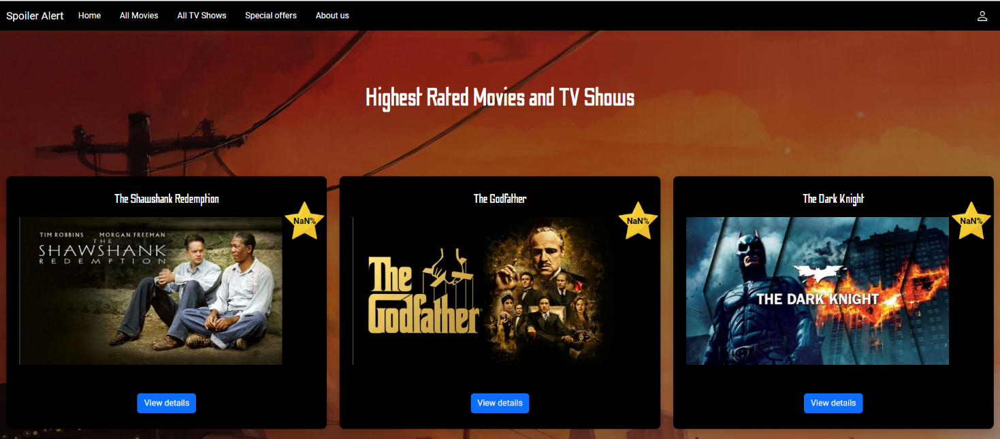 Spoiler Alert Home All Movies All TV Shows Special offers About us
Highest Rated Movies and TV Shows
The Shawshank Redemption
NaN%
TIM ROBBINS MORGAN FREEMAN
THE
SHAWSHANK
REDEMPTION
View details
The Godfather
NaN%
The
Godfather
View details
The Dark Knight
NaN%
THE DARK KNIGHT
View details